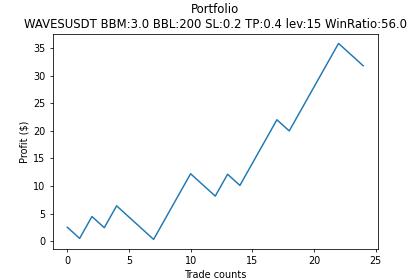 Portfolio
WAVESUSDT BBM:3.0 BBL:200 SL:0.2 TP:0.4 lev:15 WinRatio:56.0
35
30
25
20
15
10
5
0
Profit ($)
0 5 10 15 20 25
Trade counts